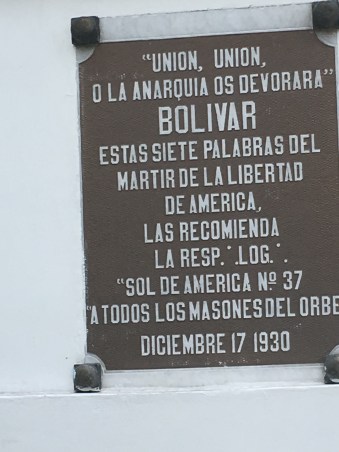 "UNION, UNION,
O LA ANARQUIA OS DEVORARA"
BOLIVAR
ESTAS SIETE PALABRAS DEL
MARTIR DE LA LIBERTAD
DE AMERICA,
LAS RECOMIENDA
LA RESP.·. LOG.·.
"SOL DE AMERICA Nº 37
"A TODOS LOS MASONES DEL ORBE
DICIEMBRE 17 1930